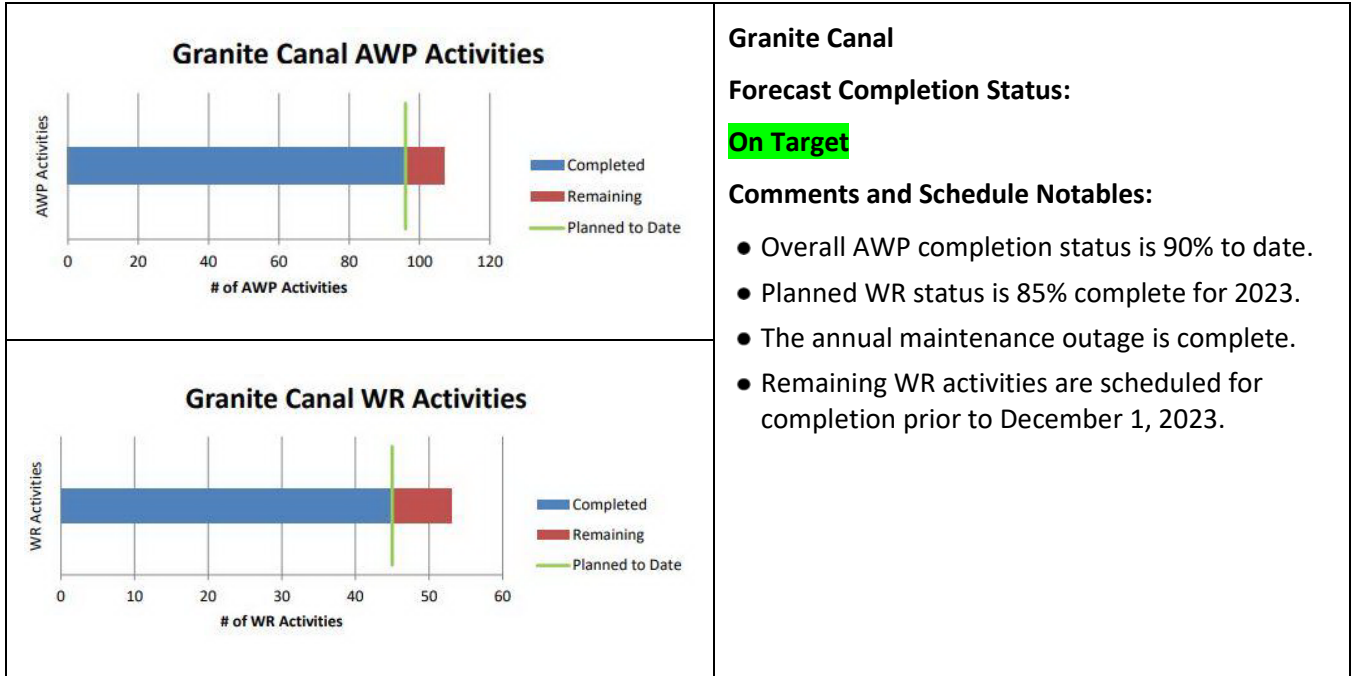 Granite Canal AWP Activities
AWP Activities
Completed
Remaining
Planned to Date
0 20 40 60 80 100 120
# of AWP Activities
Granite Canal WR Activities
WR Activities
Completed
Remaining
Planned to Date
0 10 20 30 40 50 60
# of WR Activities
Granite Canal
Forecast Completion Status:
On Target
Comments and Schedule Notables:
● Overall AWP completion status is 90% to date.
● Planned WR status is 85% complete for 2023.
● The annual maintenance outage is complete.
● Remaining WR activities are scheduled for
completion prior to December 1, 2023.